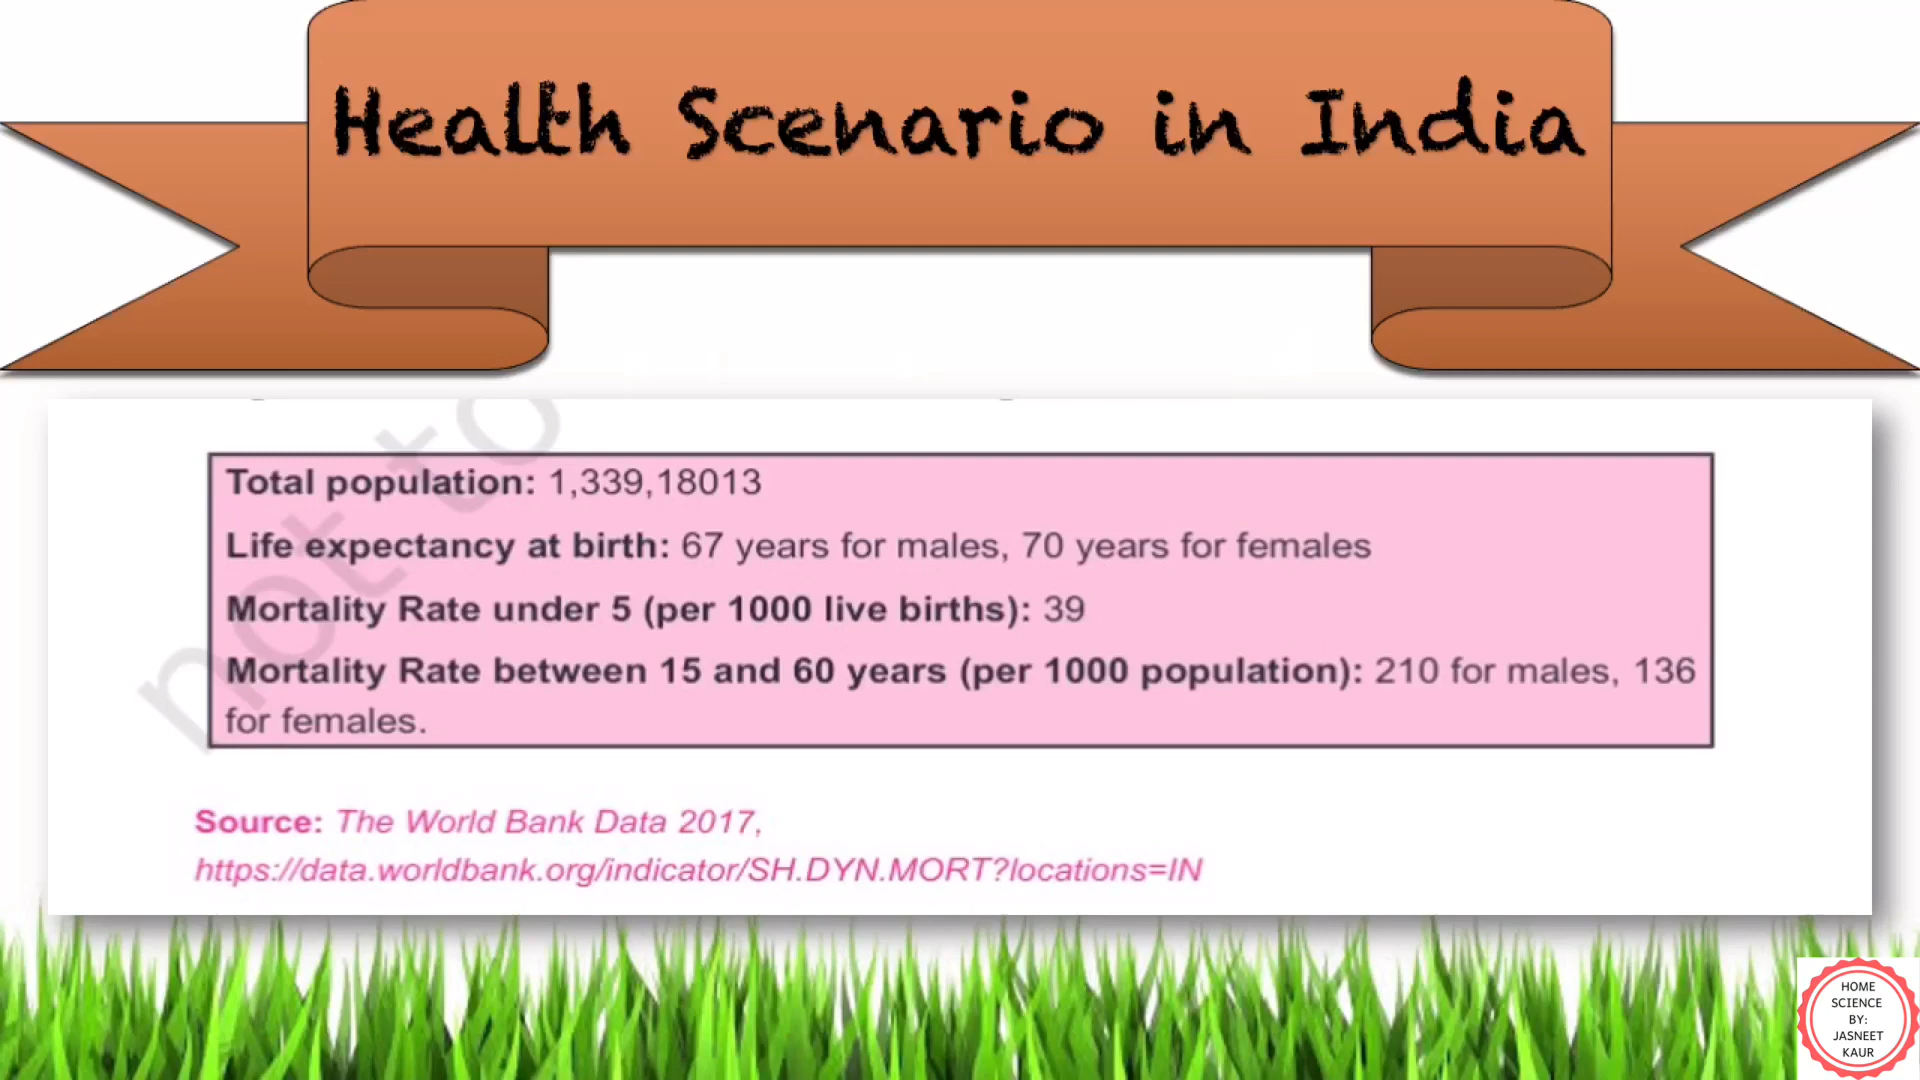 Health Scenario in India
not to
Total population: 1,339,18013
Life expectancy at birth: 67 years for males, 70 years for females
Mortality Rate under 5 (per 1000 live births): 39
Mortality Rate between 15 and 60 years (per 1000 population): 210 for males, 136
for females.
Source: The World Bank Data 2017,
https://data.worldbank.org/indicator/SH.DYN.MORT?locations=IN
HOME
SCIENCE
BY:
JASNEET
KAUR